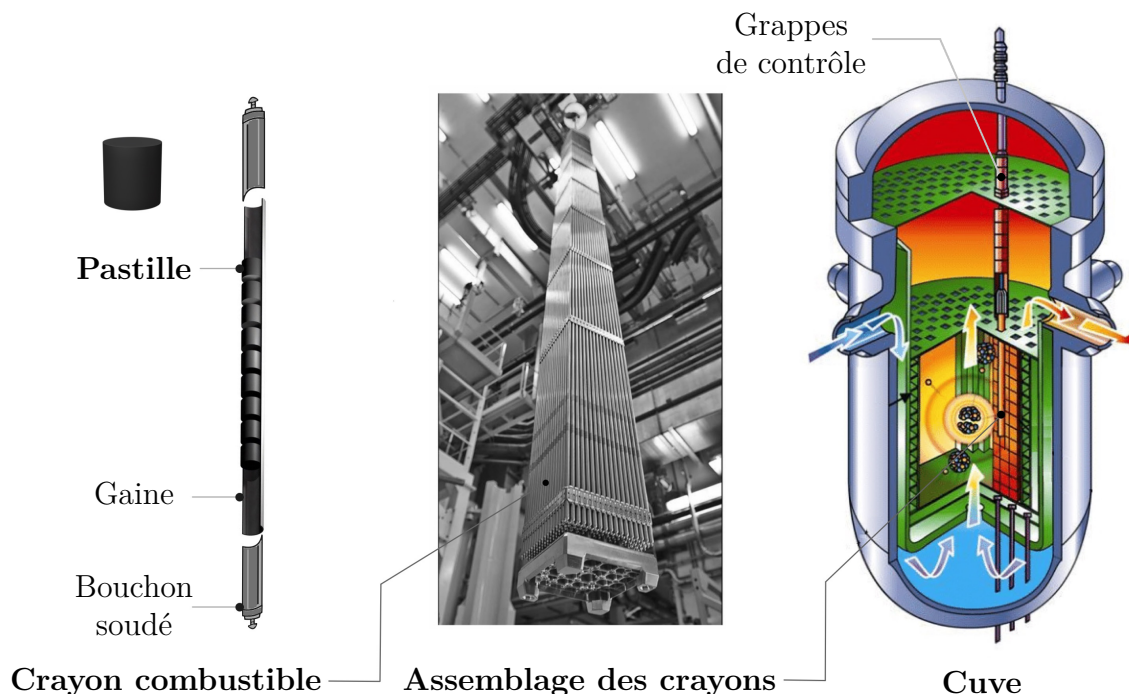 Grappes
de contrôle
Pastille
Gaine
Bouchon
soudé
Crayon combustible
Assemblage des crayons
Cuve